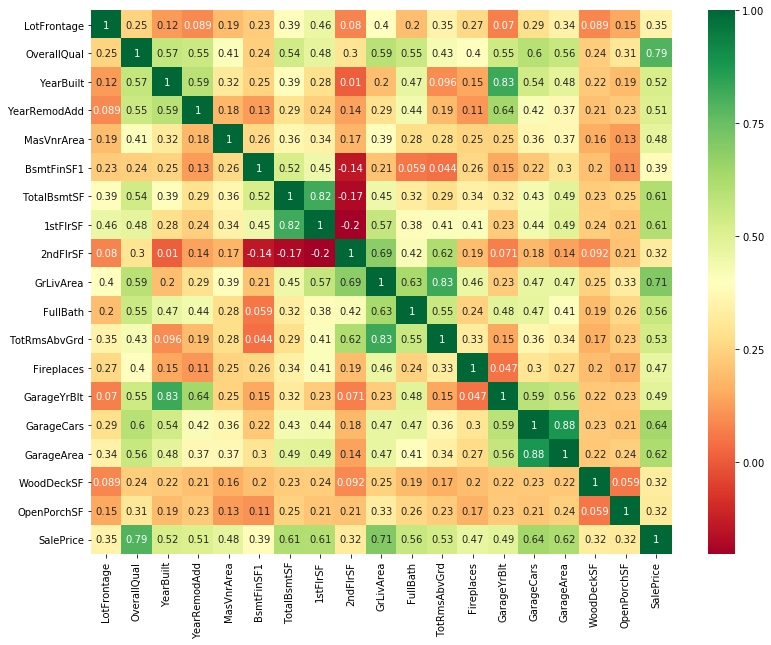 LotFrontage 1 0.25 0.12 0.089 0.19 0.23 0.39 0.46 0.08 0.4 0.2 0.35 0.27 0.07 0.29 0.34 0.089 0.15 0.35 1.00
OverallQual 0.25 1 0.57 0.55 0.41 0.24 0.54 0.48 0.3 0.59 0.55 0.43 0.4 0.55 0.6 0.56 0.24 0.31 0.79
YearBuilt 0.12 0.57 1 0.59 0.32 0.25 0.39 0.28 0.01 0.2 0.47 0.096 0.15 0.83 0.54 0.48 0.22 0.19 0.52
YearRemodAdd 0.089 0.55 0.59 1 0.18 0.13 0.29 0.24 0.14 0.29 0.44 0.19 0.11 0.64 0.42 0.37 0.21 0.23 0.51 0.75
MasVnrArea 0.19 0.41 0.32 0.18 1 0.26 0.36 0.34 0.17 0.39 0.28 0.28 0.25 0.25 0.36 0.37 0.16 0.13 0.48
BsmtFinSF1 0.23 0.24 0.25 0.13 0.26 1 0.52 0.45 -0.14 0.21 0.059 0.044 0.26 0.15 0.22 0.3 0.2 0.11 0.39
TotalBsmtSF 0.39 0.54 0.39 0.29 0.36 0.52 1 0.82 -0.17 0.45 0.32 0.29 0.34 0.32 0.43 0.49 0.23 0.25 0.61
1stFlrSF 0.46 0.48 0.28 0.24 0.34 0.45 0.82 1 -0.2 0.57 0.38 0.41 0.41 0.23 0.44 0.49 0.24 0.21 0.61 0.50
2ndFlrSF 0.08 0.3 0.01 0.14 0.17 -0.14 -0.17 -0.2 1 0.69 0.42 0.62 0.19 0.071 0.18 0.14 0.092 0.21 0.32
GrLivArea 0.4 0.59 0.2 0.29 0.39 0.21 0.45 0.57 0.69 1 0.63 0.83 0.46 0.23 0.47 0.47 0.25 0.33 0.71
FullBath 0.2 0.55 0.47 0.44 0.28 0.059 0.32 0.38 0.42 0.63 1 0.55 0.24 0.48 0.47 0.41 0.19 0.26 0.56
TotRmsAbvGrd 0.35 0.43 0.096 0.19 0.28 0.044 0.29 0.41 0.62 0.83 0.55 1 0.33 0.15 0.36 0.34 0.17 0.23 0.53 0.25
Fireplaces 0.27 0.4 0.15 0.11 0.25 0.26 0.34 0.41 0.19 0.46 0.24 0.33 1 0.047 0.3 0.27 0.2 0.17 0.47
GarageYrBlt 0.07 0.55 0.83 0.64 0.25 0.15 0.32 0.23 0.071 0.23 0.48 0.15 0.047 1 0.59 0.56 0.22 0.23 0.49
GarageCars 0.29 0.6 0.54 0.42 0.36 0.22 0.43 0.44 0.18 0.47 0.47 0.36 0.3 0.59 1 0.88 0.23 0.21 0.64
GarageArea 0.34 0.56 0.48 0.37 0.37 0.3 0.49 0.49 0.14 0.47 0.41 0.34 0.27 0.56 0.88 1 0.22 0.24 0.62 0.00
WoodDeckSF 0.089 0.24 0.22 0.21 0.16 0.2 0.23 0.24 0.092 0.25 0.19 0.17 0.2 0.22 0.23 0.22 1 0.059 0.32
OpenPorchSF 0.15 0.31 0.19 0.23 0.13 0.11 0.25 0.21 0.21 0.33 0.26 0.23 0.17 0.23 0.21 0.24 0.059 1 0.32
SalePrice 0.35 0.79 0.52 0.51 0.48 0.39 0.61 0.61 0.32 0.71 0.56 0.53 0.47 0.49 0.64 0.62 0.32 0.32 1
LotFrontage OverallQual YearBuilt YearRemodAdd MasVnrArea BsmtFinSF1 TotalBsmtSF 1stFlrSF 2ndFlrSF GrLivArea FullBath TotRmsAbvGrd Fireplaces GarageYrBlt GarageCars GarageArea WoodDeckSF OpenPorchSF SalePrice